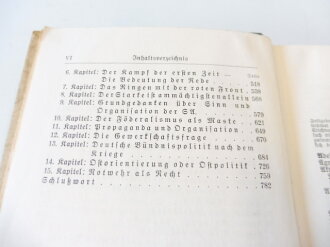 VI Inhaltsverzeichnis
Seite
6. Kapitel: Der Kampf der ersten Zeit —
Die Bedeutung der Rede . . . . 518
7. Kapitel: Das Ringen mit der roten Front 538
8. Kapitel: Der Starke ist am mächtigsten allein 568
9. Kapitel: Grundgedanken über Sinn und
Organisation der SA. . . . . 579
10. Kapitel: Der Föderalismus als Maske . 621
11. Kapitel: Propaganda und Organisation . 649
12. Kapitel: Die Gewerkschaftsfrage . . . 670
13. Kapitel: Deutsche Bündnispolitik nach dem
Kriege . . . . . . . . . 684
14. Kapitel: Ostorientierung oder Ostpolitik . 726
15. Kapitel: Notwehr als Recht . . . . . 759
Schlußwort . . . . . . . . . . 782